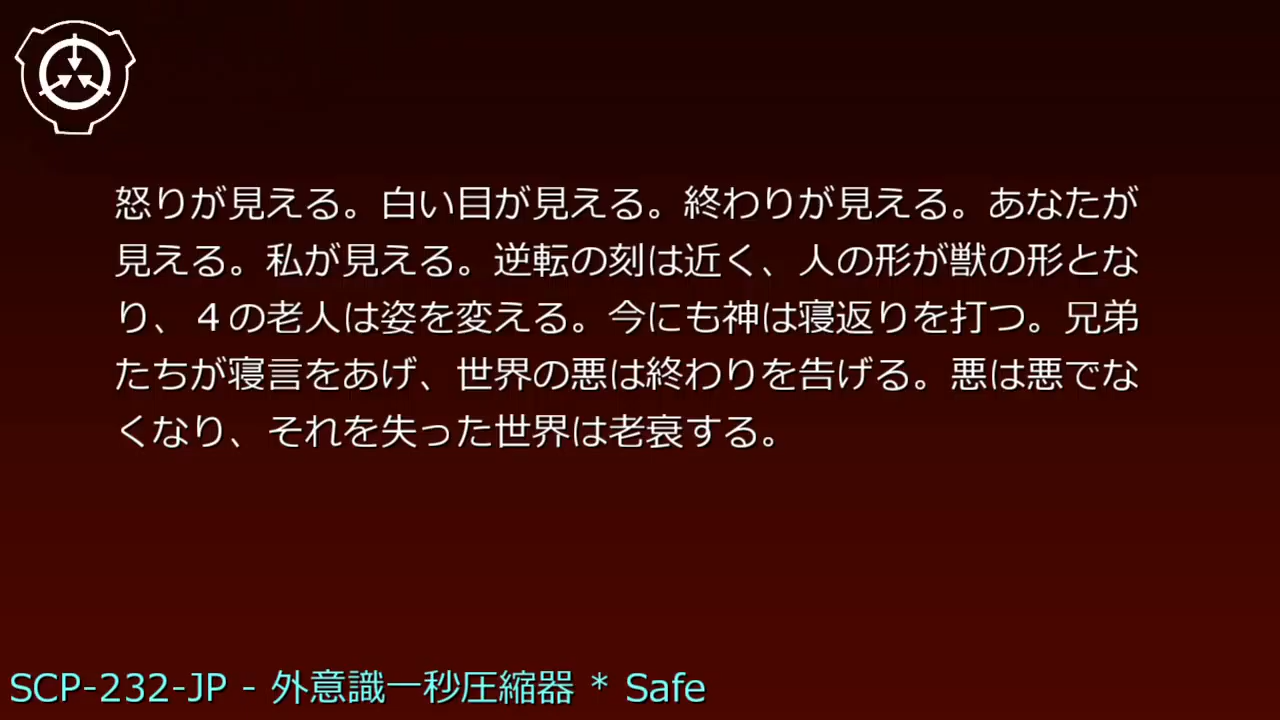 怒りが見える。白い目が見える。終わりが見える。あなたが
見える。私が見える。逆転の刻は近く、人の形が獣の形とな
り、４の老人は姿を変える。今にも神は寝返りを打つ。兄弟
たちが寝言をあげ、世界の悪は終わりを告げる。悪は悪でな
くなり、それを失った世界は老衰する。
SCP-232-JP - 外意識一秒圧縮器 * Safe